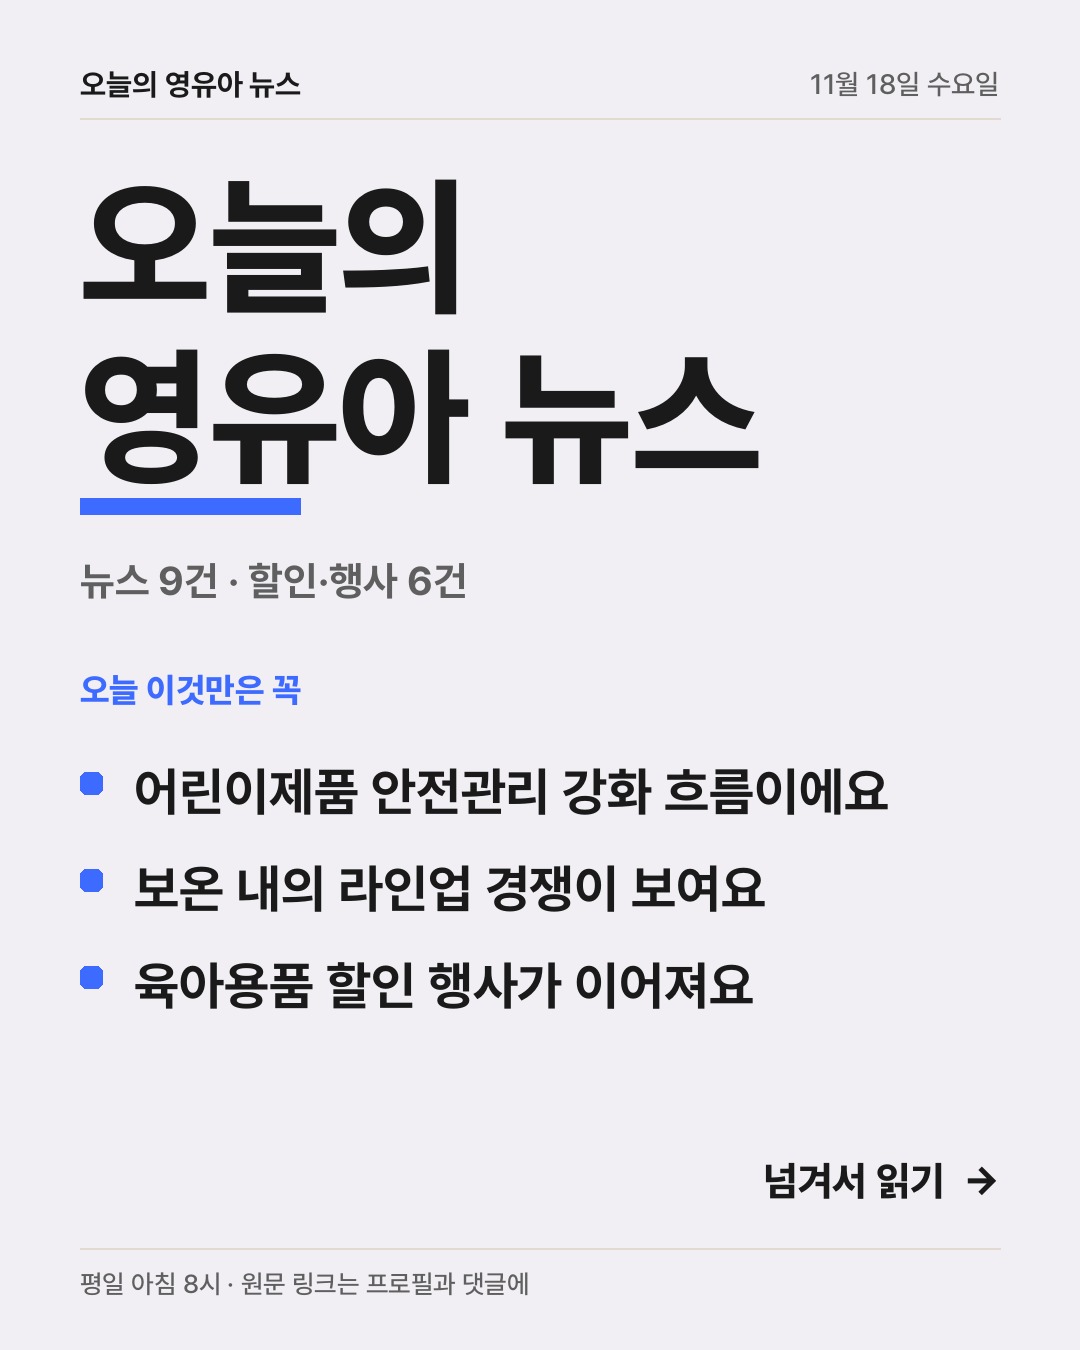 오늘의 영유아 뉴스
11월 18일 수요일
오늘의
영유아 뉴스
뉴스 9건 · 할인·행사 6건
오늘 이것만은 꼭
어린이제품 안전관리 강화 흐름이에요
보온 내의 라인업 경쟁이 보여요
육아용품 할인 행사가 이어져요
넘겨서 읽기 →
평일 아침 8시 · 원문 링크는 프로필과 댓글에